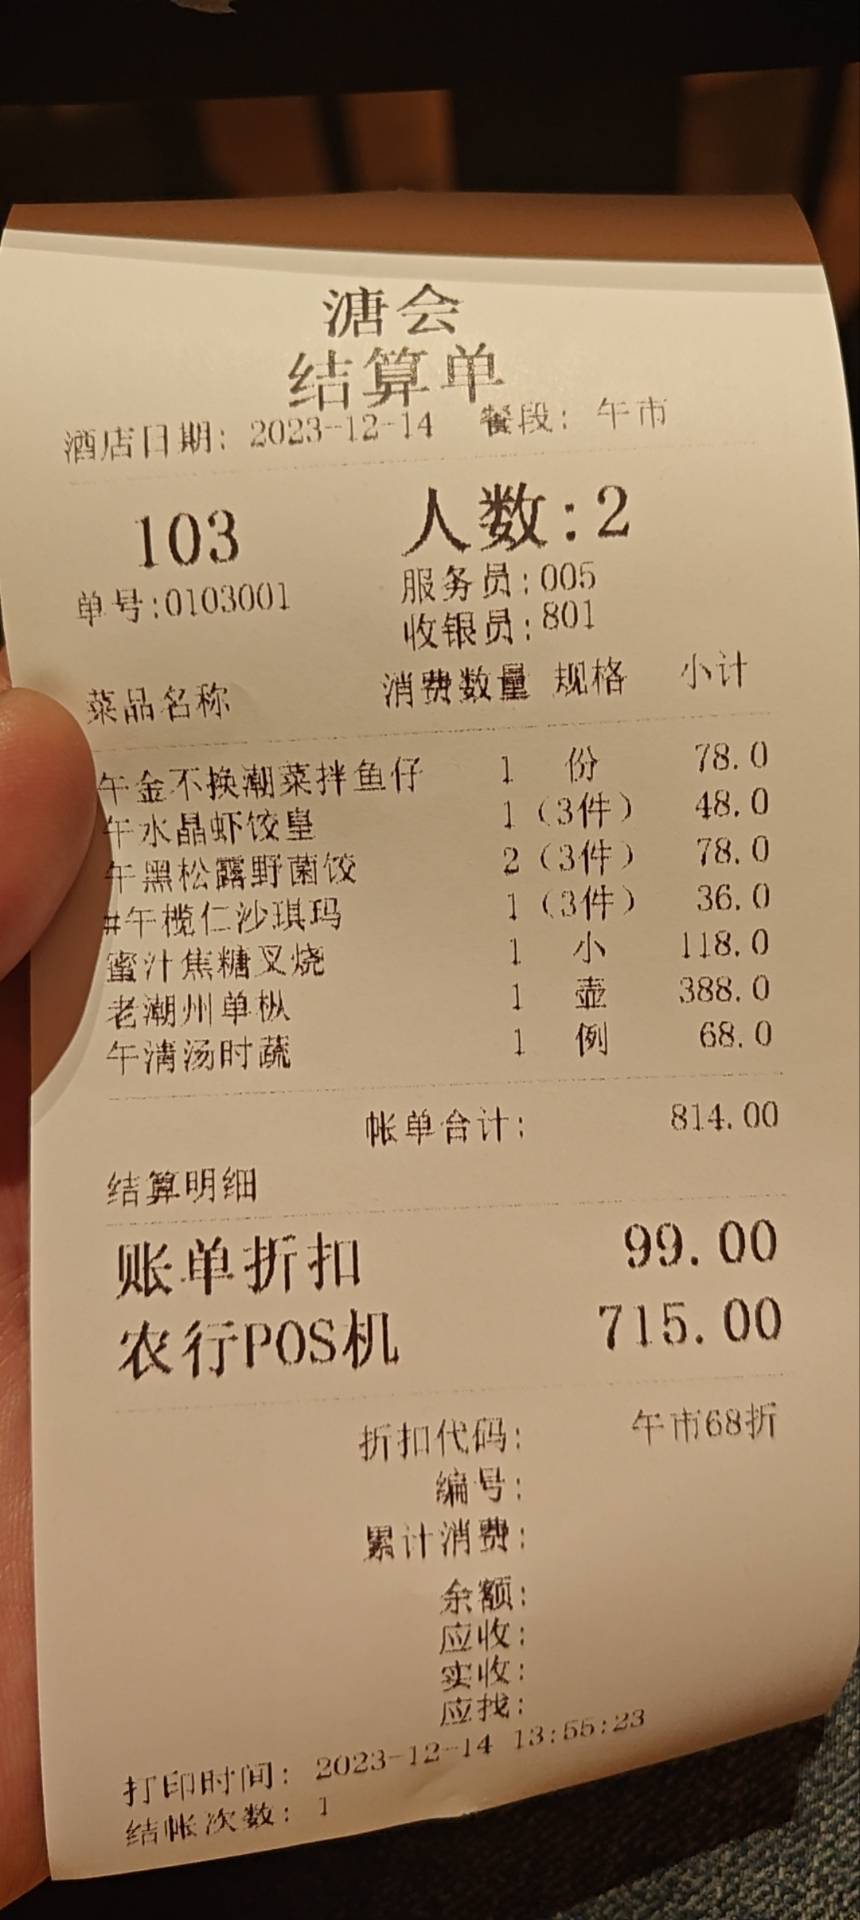 溏会
结算单
酒店日期: 2023-12-14 餐段: 午市
103 人数:2
单号:0103001 服务员:005
收银员:801
菜品名称 消费数量 规格 小计
午金不换潮菜拌鱼仔 1 份 78.0
午水晶虾饺皇 1 (3件) 48.0
午黑松露野菌饺 2 (3件) 78.0
#午榄仁沙琪玛 1 (3件) 36.0
蜜汁焦糖叉烧 1 小 118.0
老潮州单枞 1 壶 388.0
午清汤时蔬 1 例 68.0
帐单合计: 814.00
结算明细
账单折扣 99.00
农行POS机 715.00
折扣代码: 午市68折
编号:
累计消费:
余额:
应收:
实收:
应找:
打印时间: 2023-12-14 13:55:23
结帐次数: 1